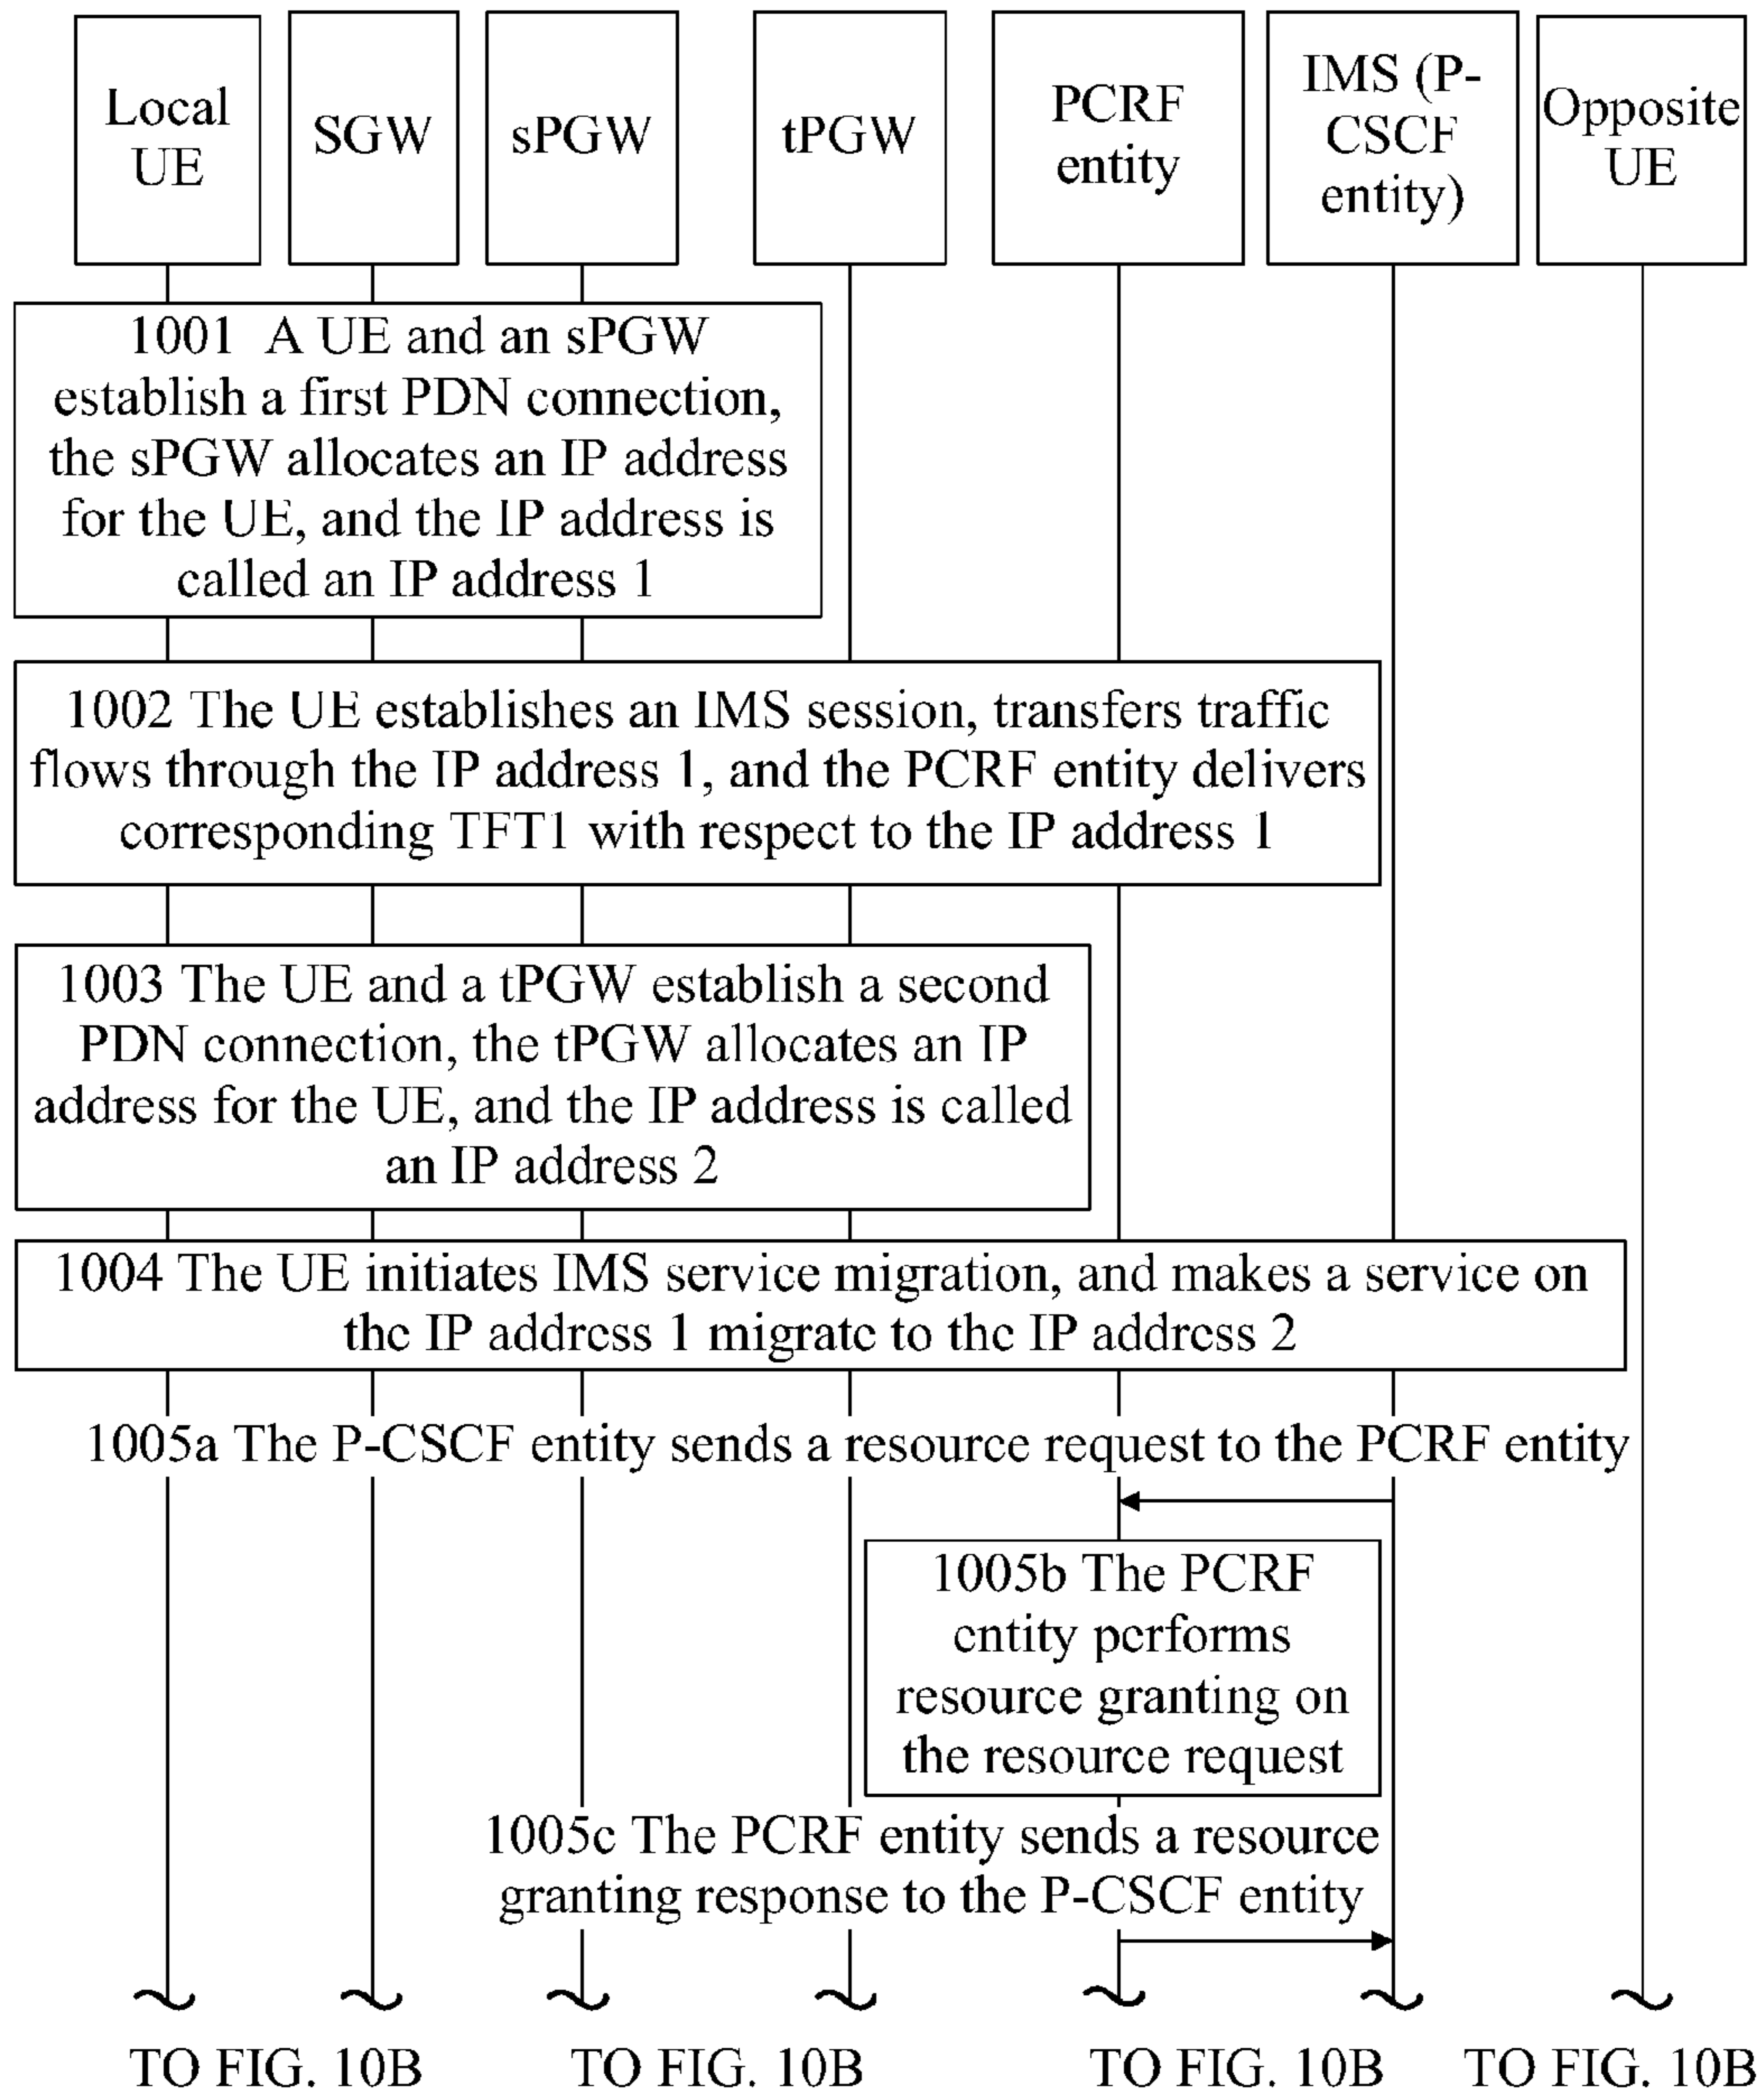 Local
UE
SGW
sPGW
tPGW
PCRF
entity
IMS (P-
CSCF
entity)
Opposite
UE
1001 A UE and an sPGW
establish a first PDN connection,
the sPGW allocates an IP address
for the UE, and the IP address is
called an IP address 1
1002 The UE establishes an IMS session, transfers traffic
flows through the IP address 1, and the PCRF entity delivers
corresponding TFT1 with respect to the IP address 1
1003 The UE and a tPGW establish a second
PDN connection, the tPGW allocates an IP
address for the UE, and the IP address is called
an IP address 2
1004 The UE initiates IMS service migration, and makes a service on
the IP address 1 migrate to the IP address 2
1005a The P-CSCF entity sends a resource request to the PCRF entity
1005b The PCRF
entity performs
resource granting on
the resource request
1005c The PCRF entity sends a resource
granting response to the P-CSCF entity
TO FIG. 10B
TO FIG. 10B
TO FIG. 10B
TO FIG. 10B